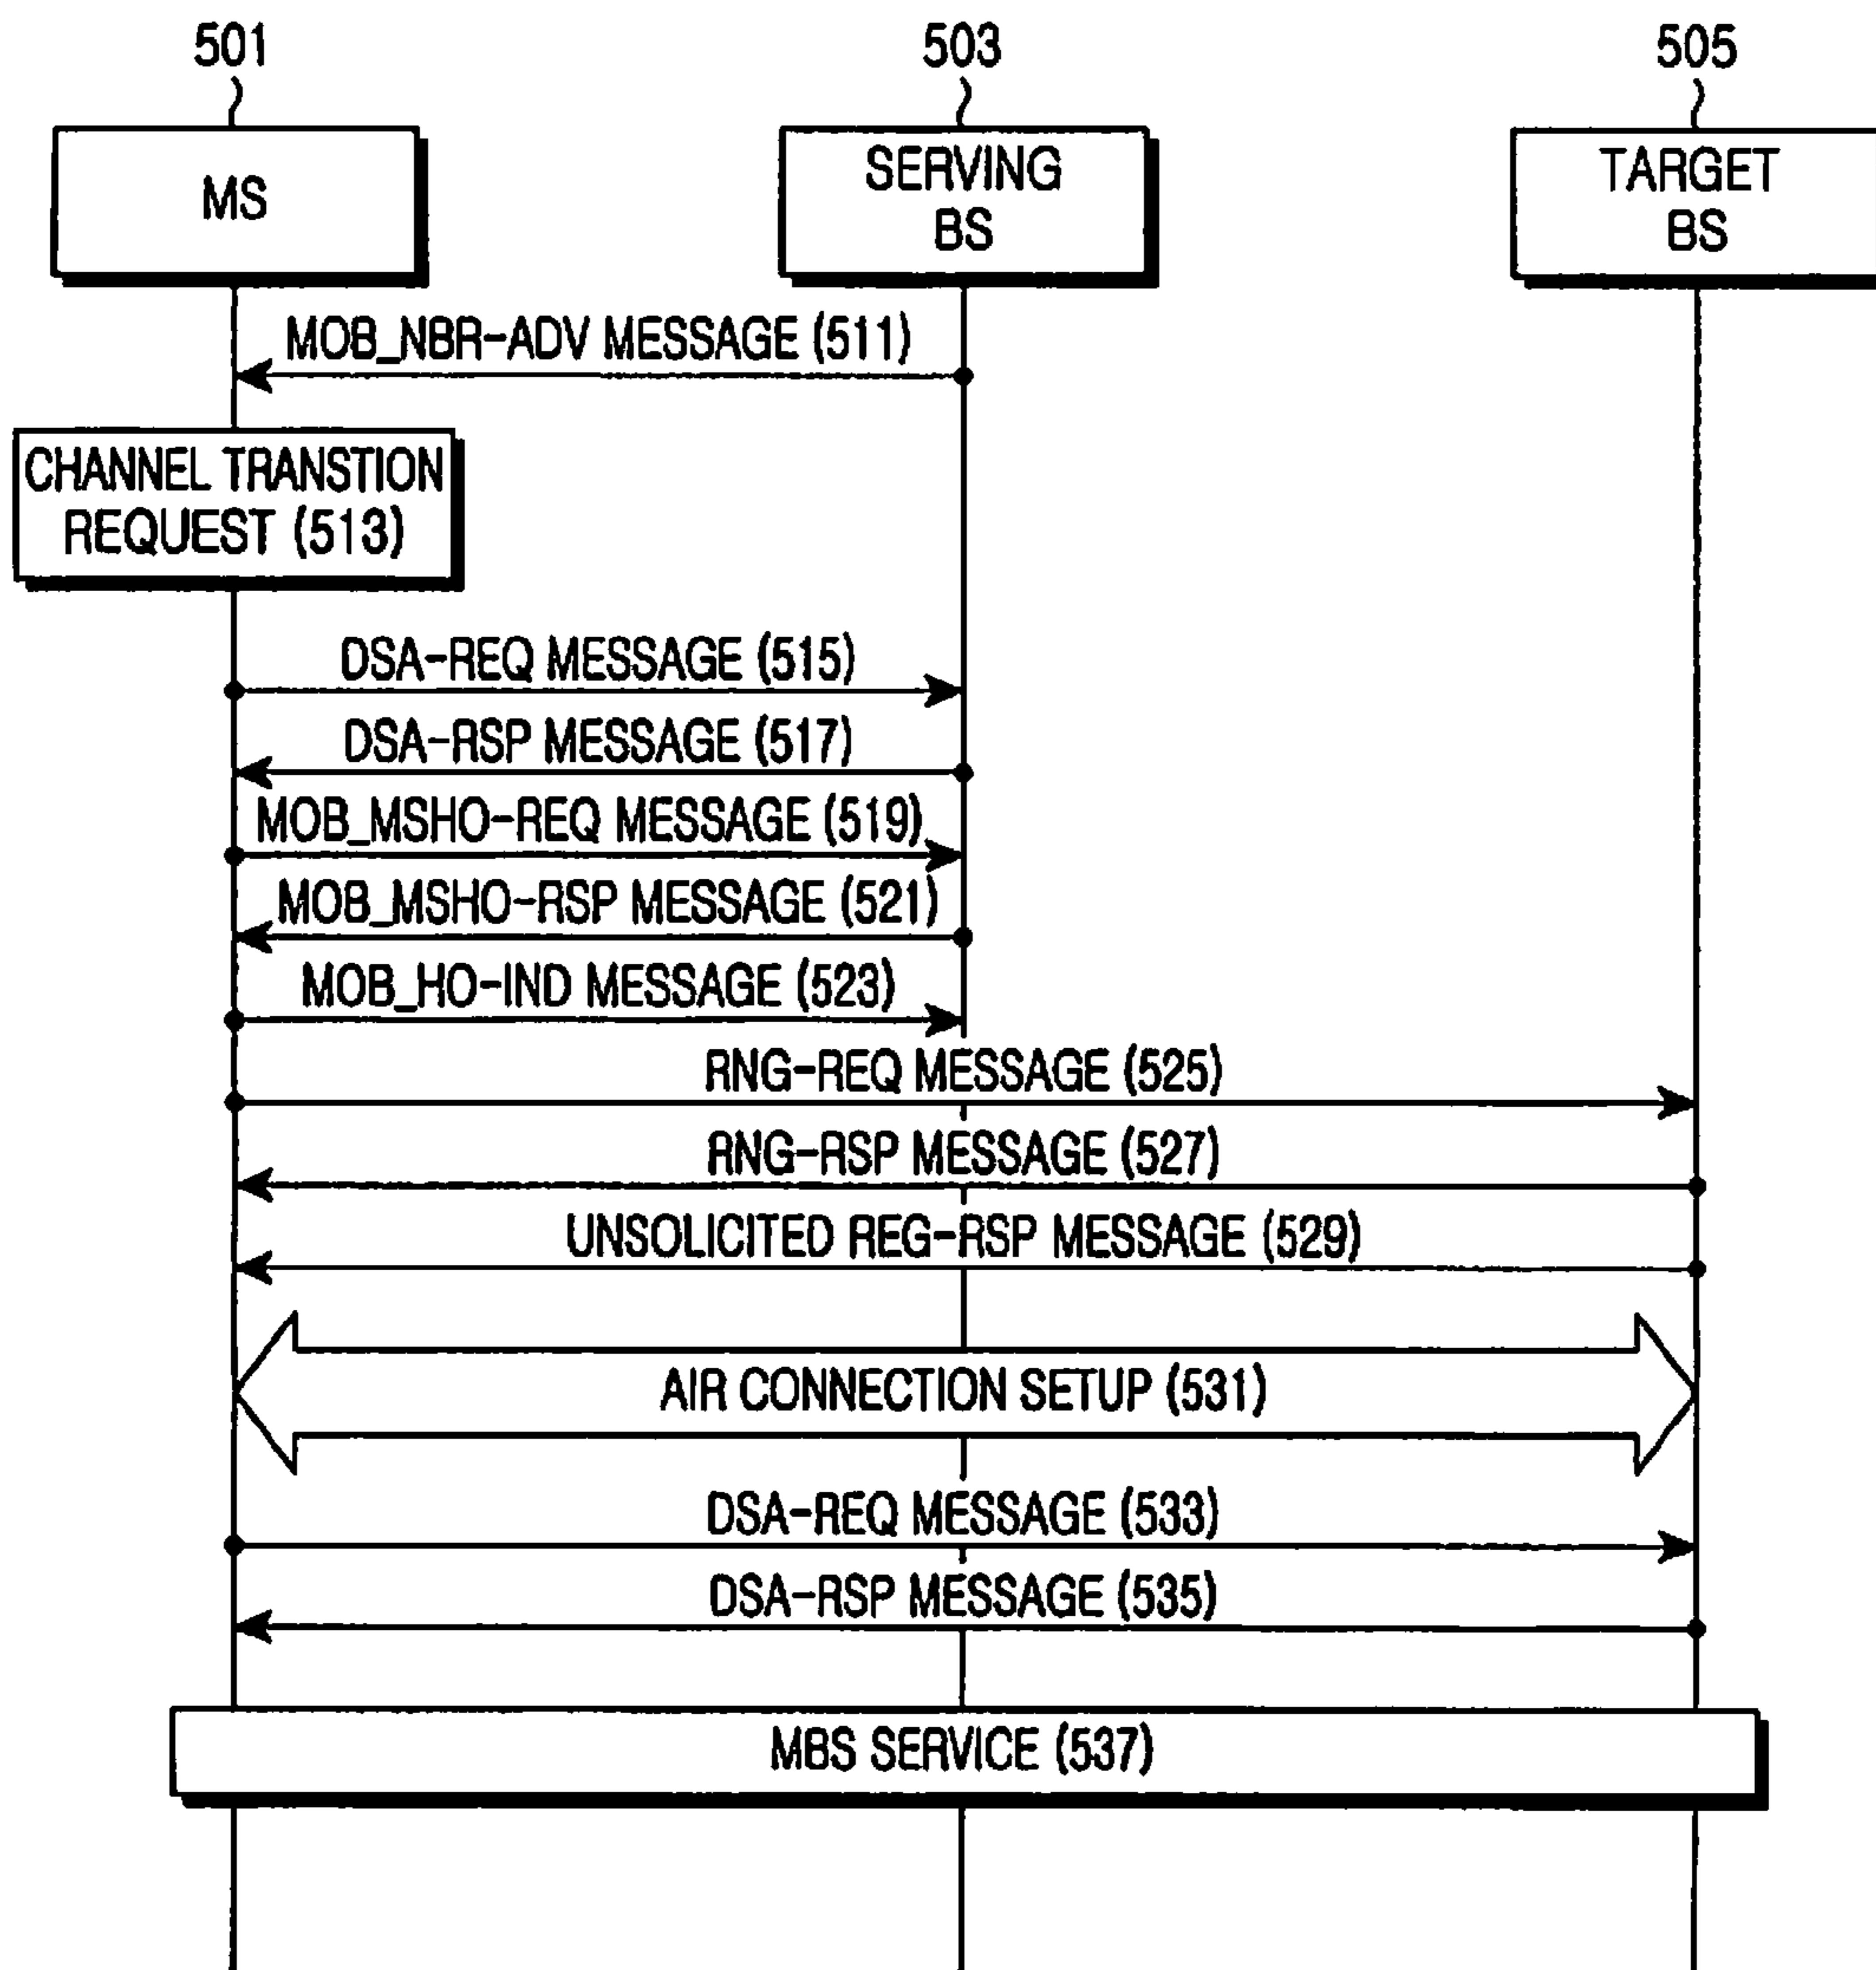 501
503
505
MS
SERVING
BS
TARGET
BS
MOB_NBR-ADV MESSAGE (511)
CHANNEL TRANSTION
REQUEST (513)
DSA-REQ MESSAGE (515)
DSA-RSP MESSAGE (517)
MOB_MSHO-REQ MESSAGE (519)
MOB_MSHO-RSP MESSAGE (521)
MOB_HO-IND MESSAGE (523)
RNG-REQ MESSAGE (525)
RNG-RSP MESSAGE (527)
UNSOLICITED REG-RSP MESSAGE (529)
AIR CONNECTION SETUP (531)
DSA-REQ MESSAGE (533)
DSA-RSP MESSAGE (535)
MBS SERVICE (537)